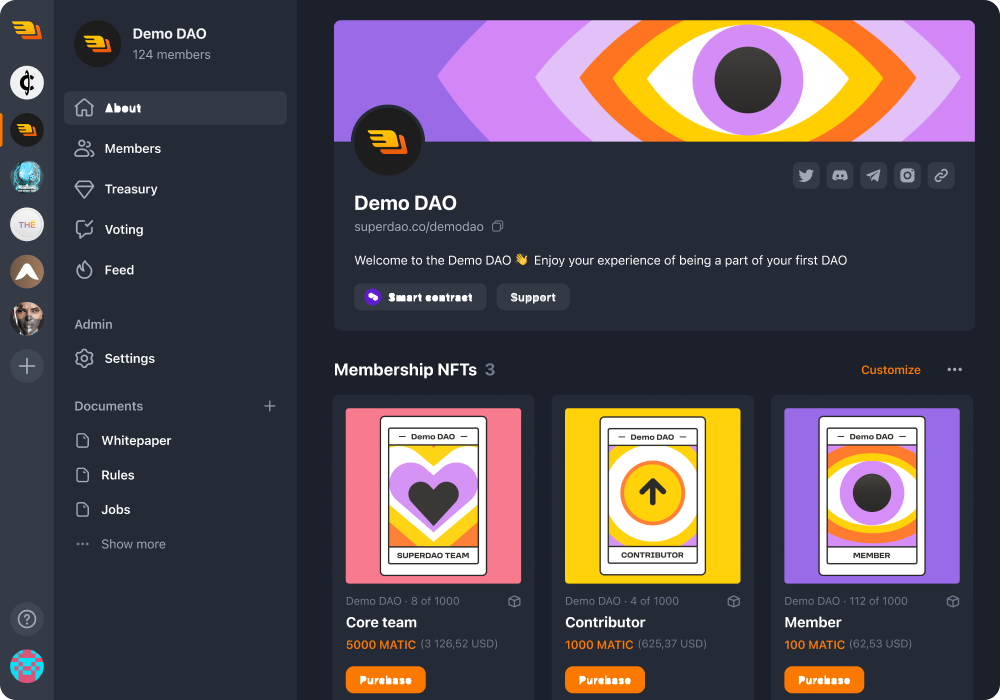 Demo DAO
124 members
About
Members
Treasury
Voting
Feed
Admin
Settings
Documents
Whitepaper
Rules
Jobs
Show more
THE
Demo DAO
superdao.co/demodao
Welcome to the Demo DAO 👋 Enjoy your experience of being a part of your first DAO
Smart contract
Support
Membership NFTs 3
Customize
— Demo DAO —
SUPERDAO TEAM
Demo DAO · 8 of 1000
Core team
5000 MATIC (3 126,52 USD)
Purchase
— Demo DAO —
CONTRIBUTOR
Demo DAO · 4 of 1000
Contributor
1000 MATIC (625,37 USD)
Purchase
— Demo DAO —
MEMBER
Demo DAO · 112 of 1000
Member
100 MATIC (62,53 USD)
Purchase